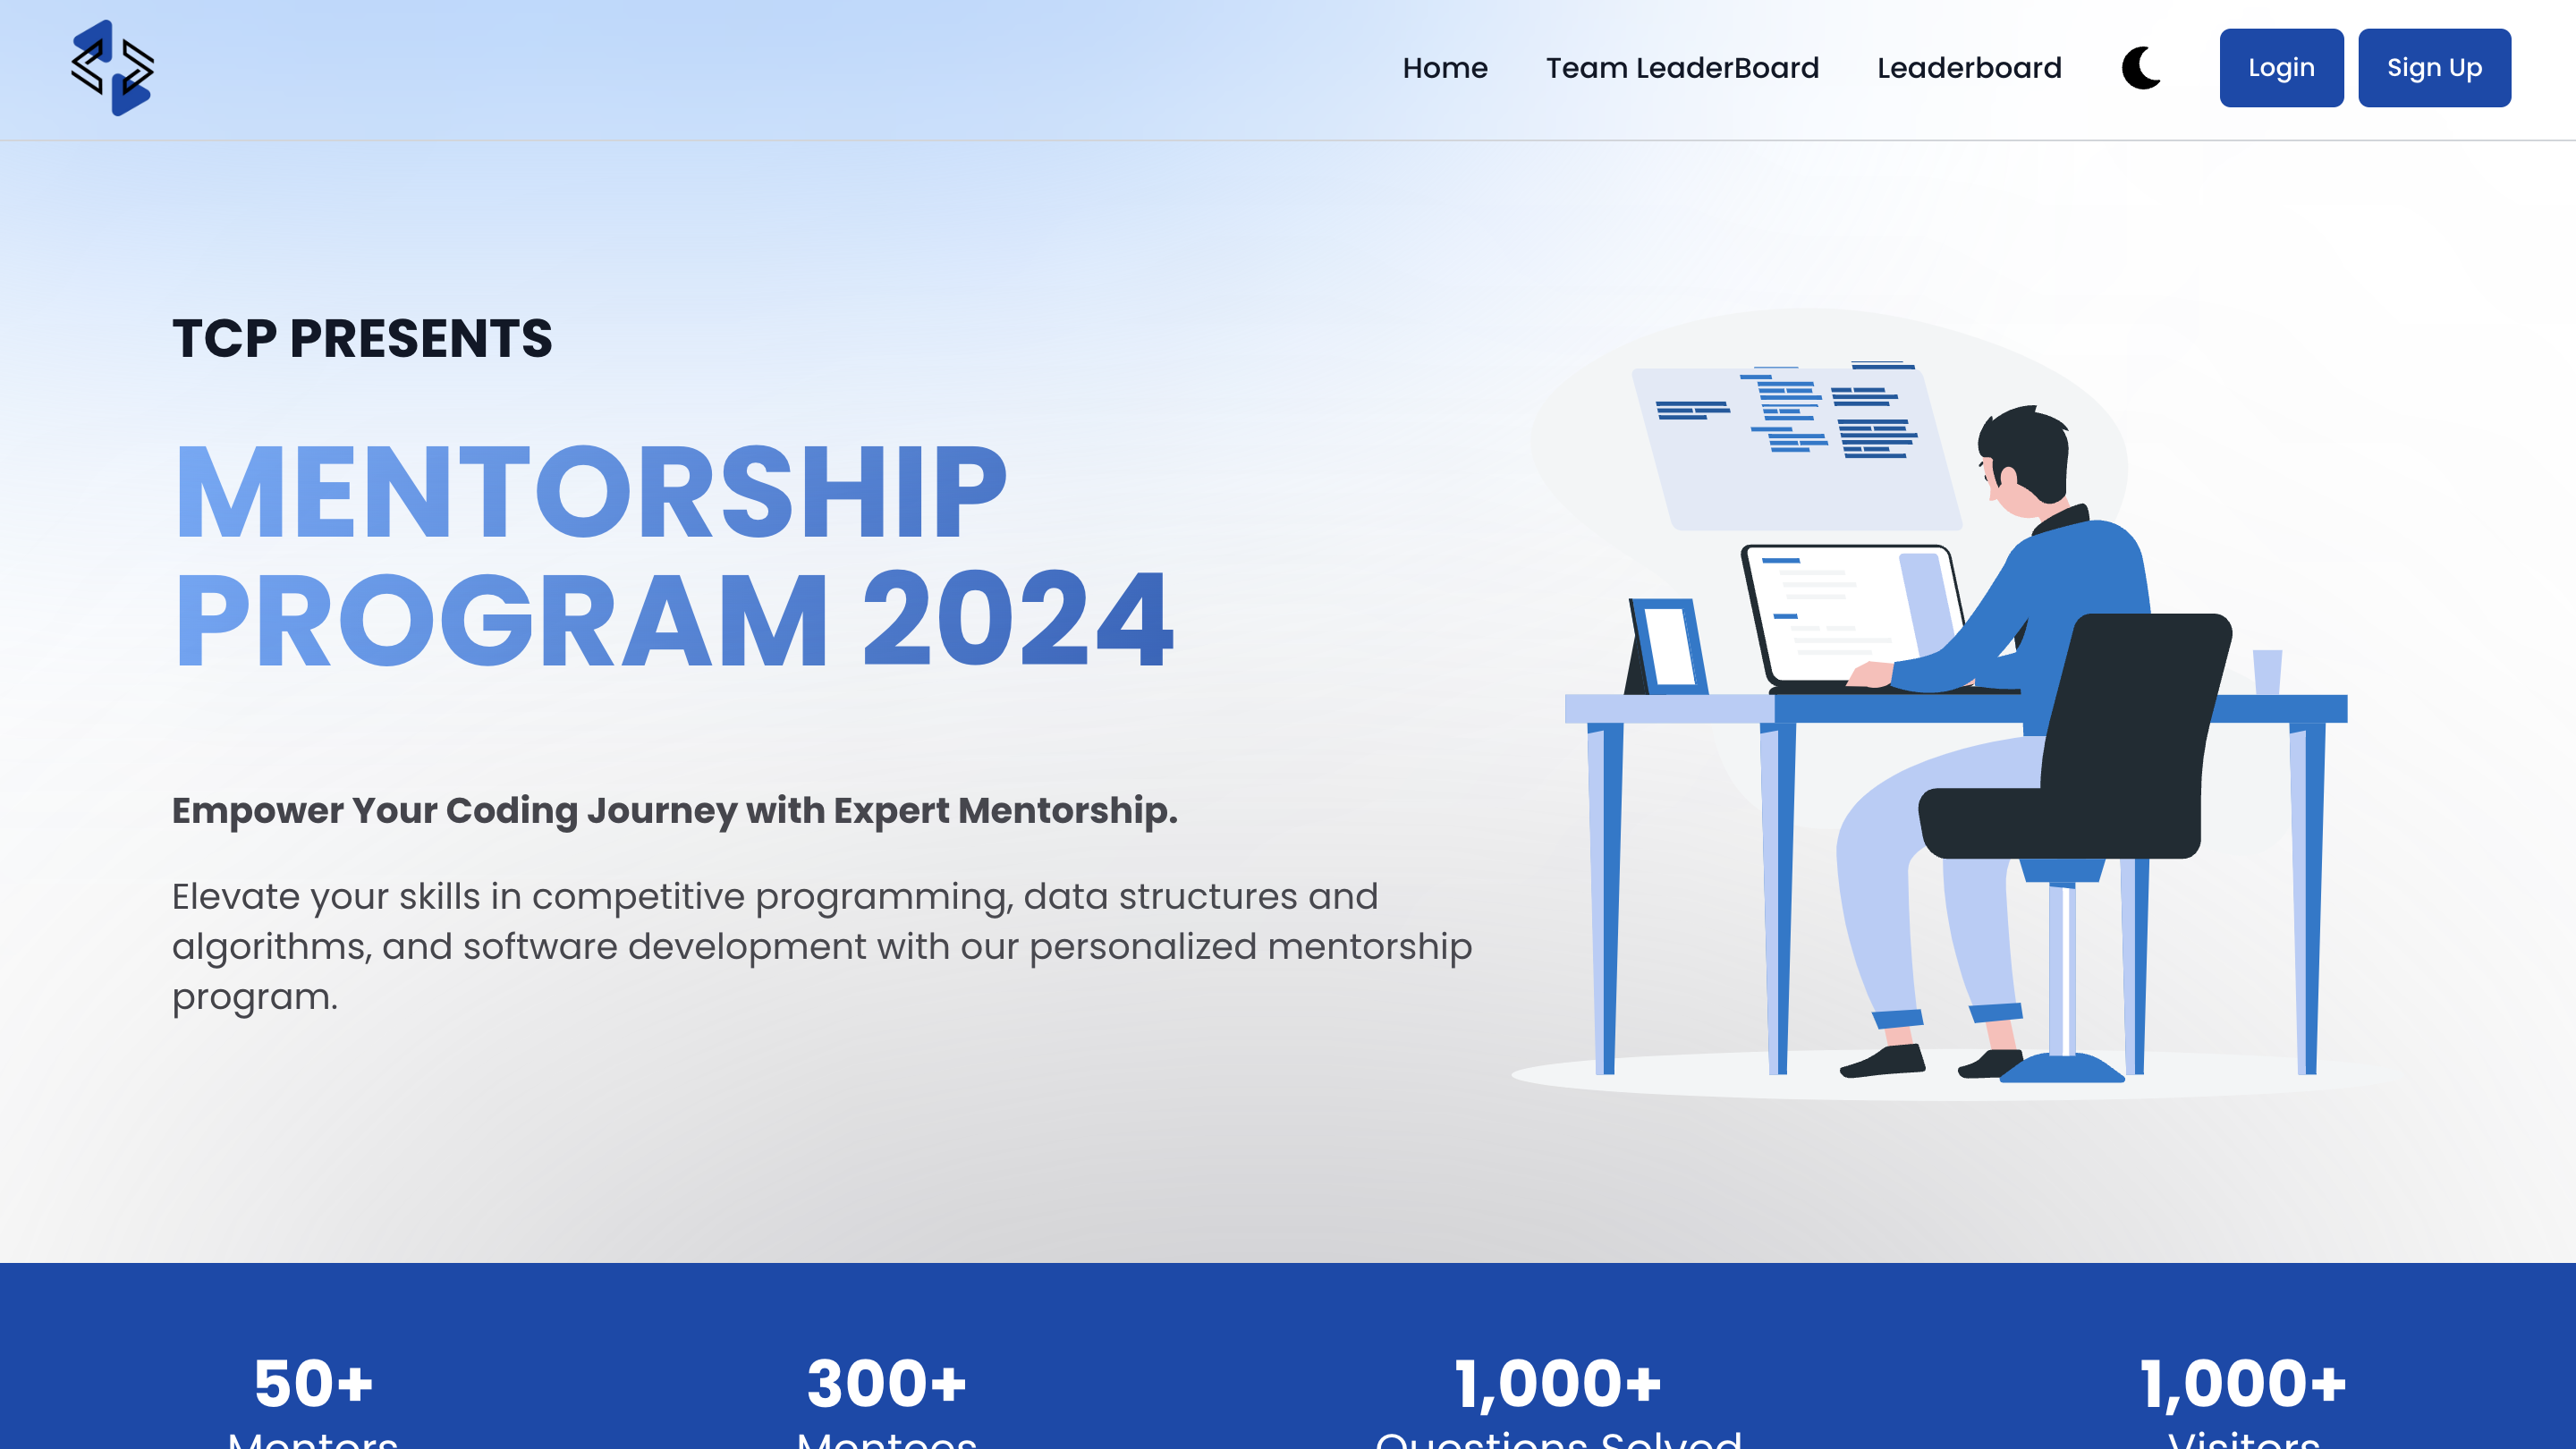 Home Team LeaderBoard Leaderboard Login Sign Up
TCP PRESENTS
MENTORSHIP
PROGRAM 2024
Empower Your Coding Journey with Expert Mentorship.
Elevate your skills in competitive programming, data structures and
algorithms, and software development with our personalized mentorship
program.
50+ 300+ 1,000+ 1,000+
Mentors Mentees Questions Solved Visitors